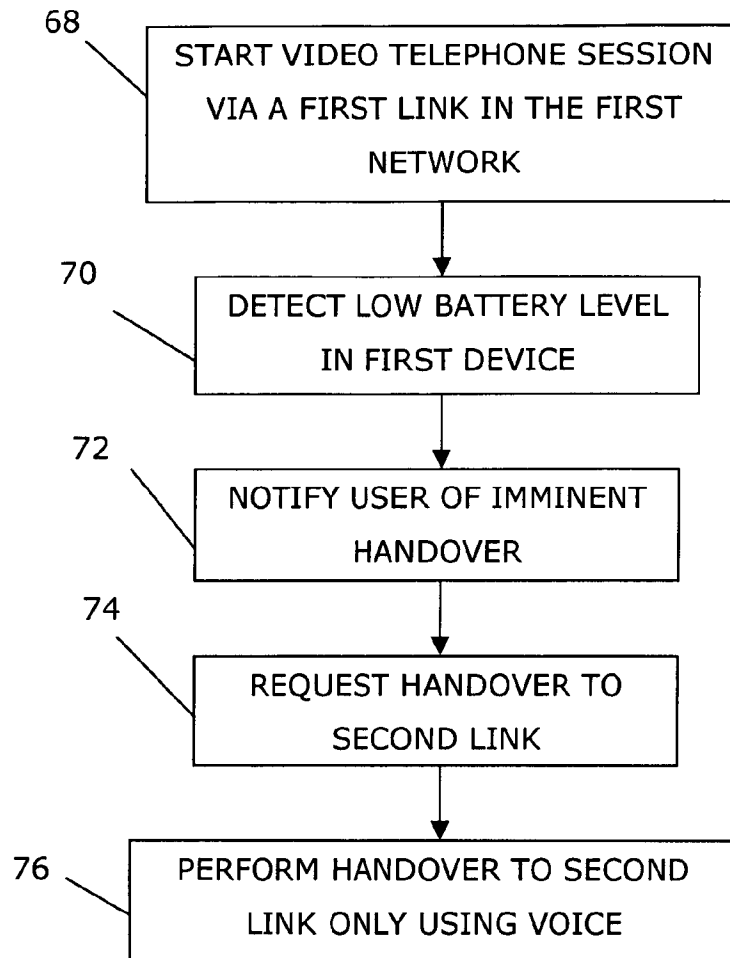 68
START VIDEO TELEPHONE SESSION
VIA A FIRST LINK IN THE FIRST
NETWORK
70
DETECT LOW BATTERY LEVEL
IN FIRST DEVICE
72
NOTIFY USER OF IMMINENT
HANDOVER
74
REQUEST HANDOVER TO
SECOND LINK
76
PERFORM HANDOVER TO SECOND
LINK ONLY USING VOICE